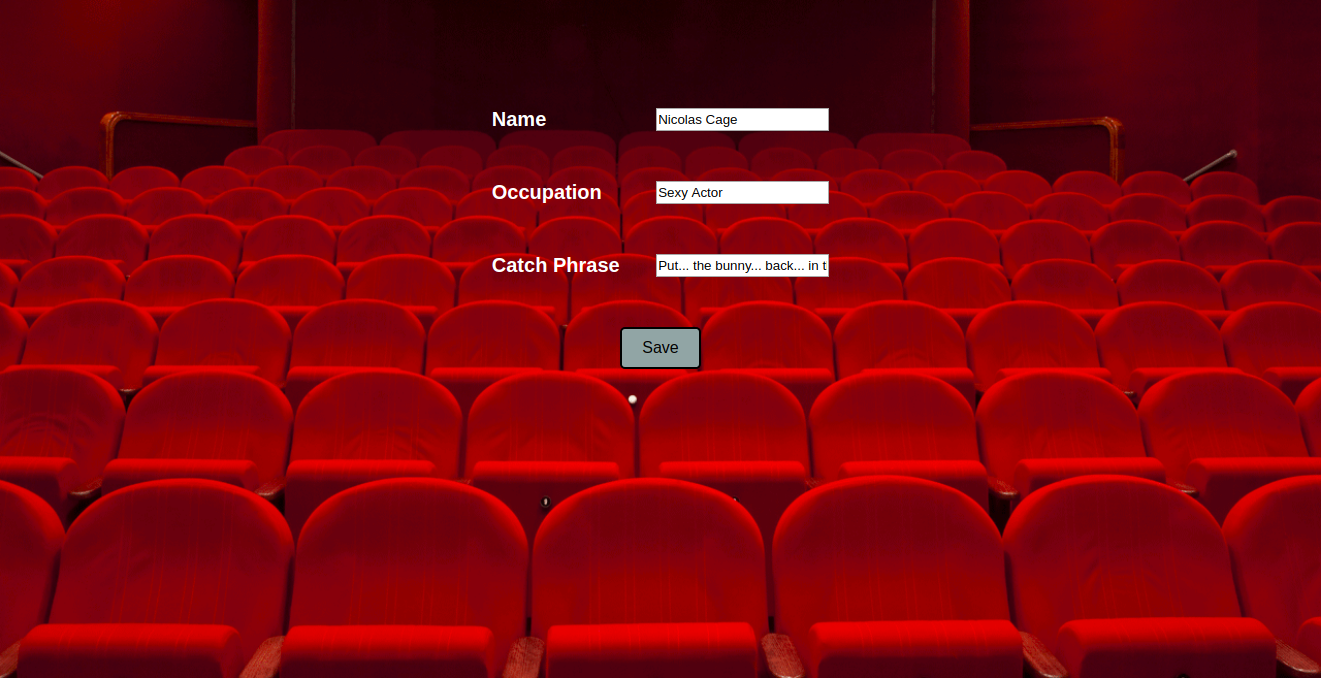 Name Nicolas Cage
Occupation Sexy Actor
Catch Phrase Put... the bunny... back... in t
Save